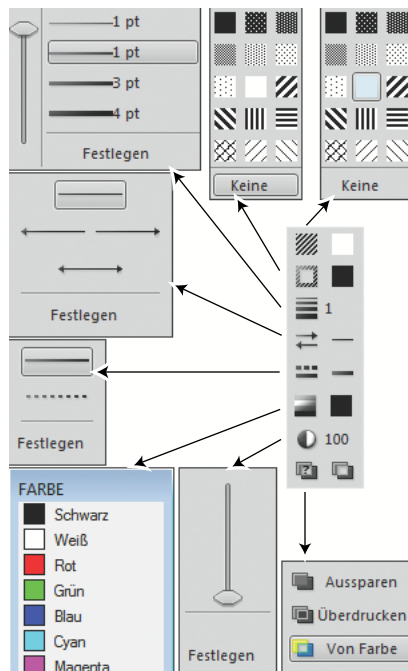 1 pt
1 pt
3 pt
4 pt
Festlegen
Keine
Keine
Festlegen
1
Festlegen
100
?
FARBE
Schwarz
Weiß
Rot
Grün
Blau
Cyan
Magenta
Festlegen
Aussparen
Überdrucken
Von Farbe